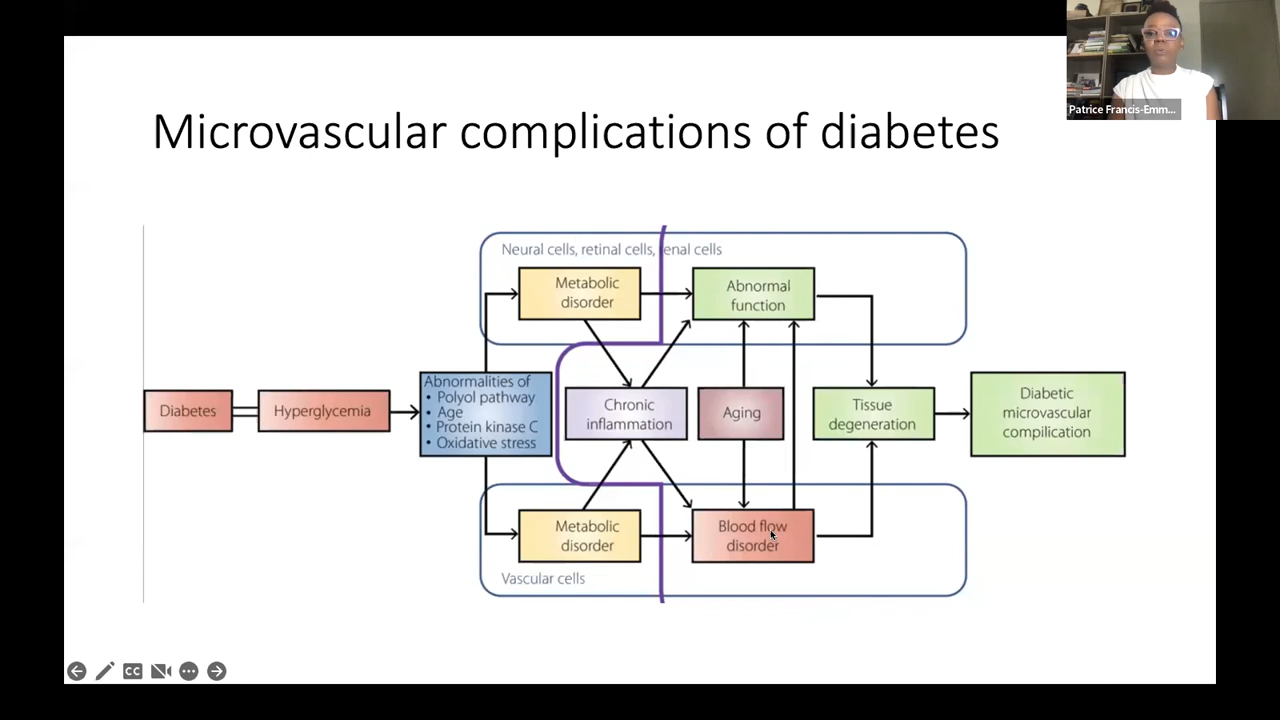 Patrice Francis-Emm...
Microvascular complications of diabetes
Neural cells, retinal cells, renal cells
Metabolic
disorder
Abnormal
function
Diabetes
Hyperglycemia
Abnormalities of
• Polyol pathway
• Age
• Protein kinase C
• Oxidative stress
Chronic
inflammation
Aging
Tissue
degeneration
Diabetic
microvascular
compilication
Metabolic
disorder
Blood flow
disorder
Vascular cells
CC